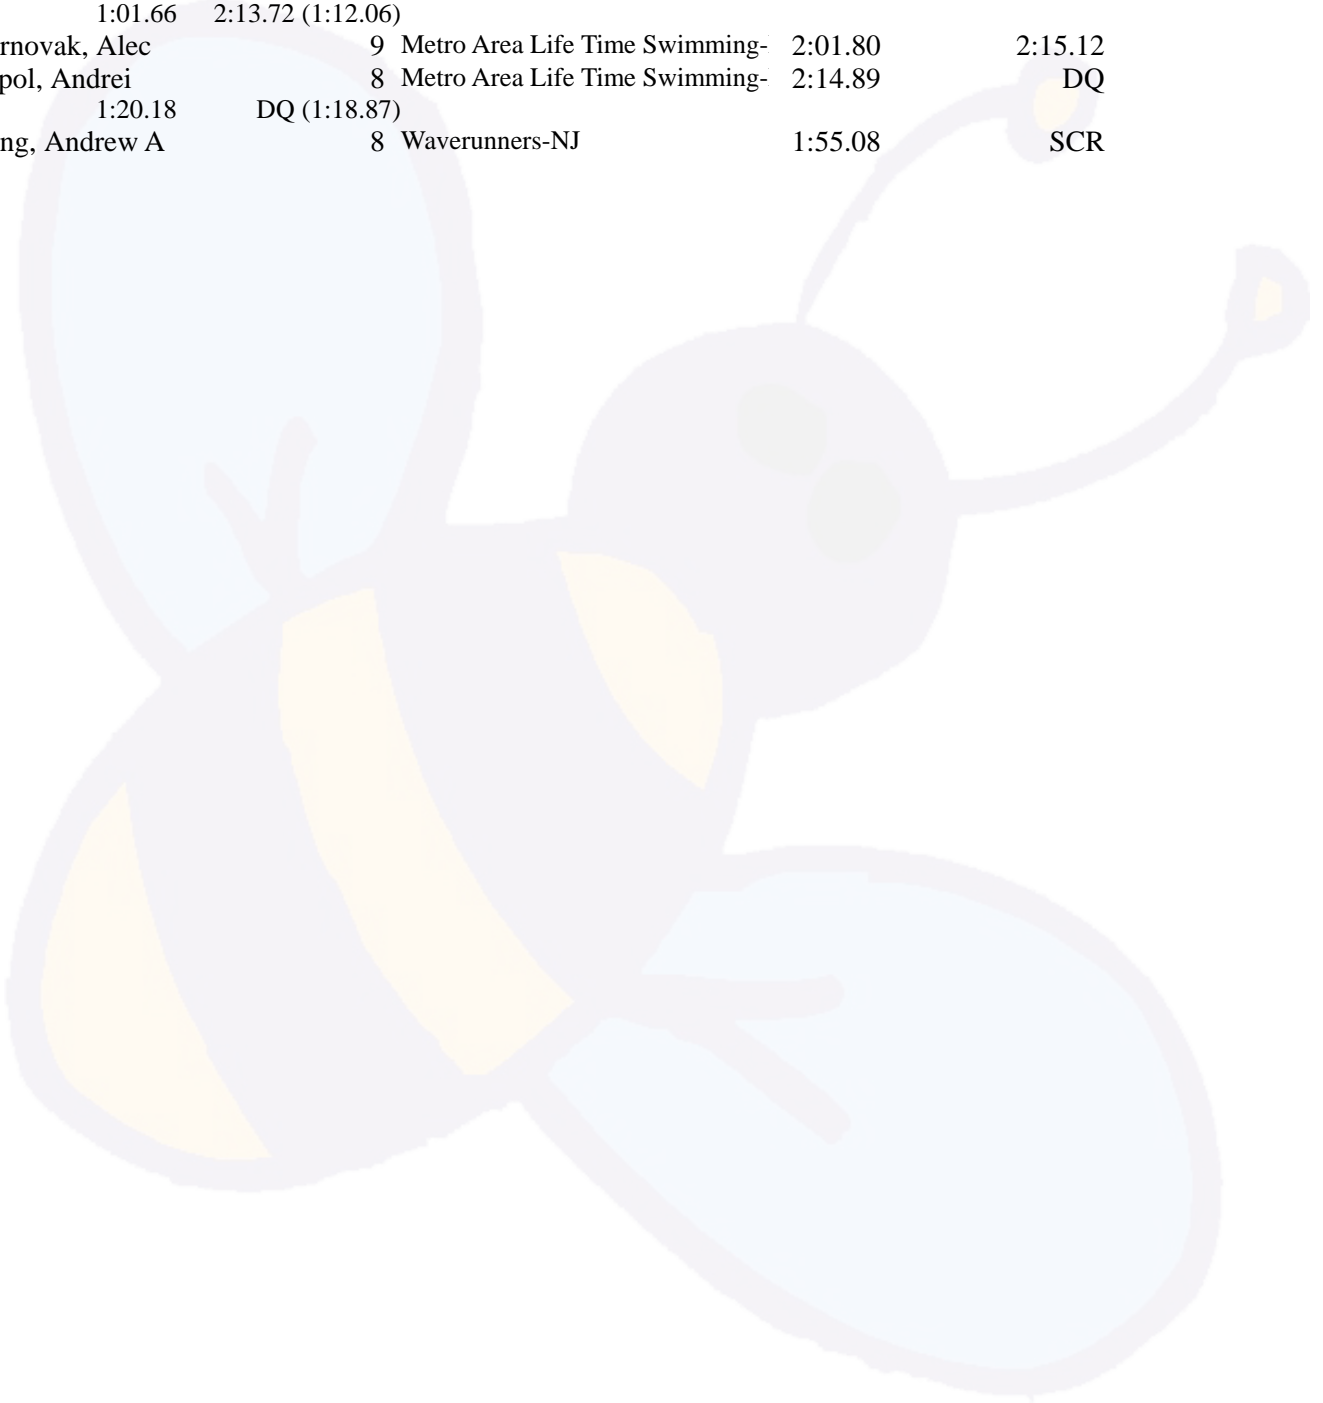 1:01.66 2:13.72 (1:12.06)
rnovak, Alec 9 Metro Area Life Time Swimming- 2:01.80 2:15.12
pol, Andrei 8 Metro Area Life Time Swimming- 2:14.89 DQ
1:20.18 DQ (1:18.87)
ng, Andrew A 8 Waverunners-NJ 1:55.08 SCR